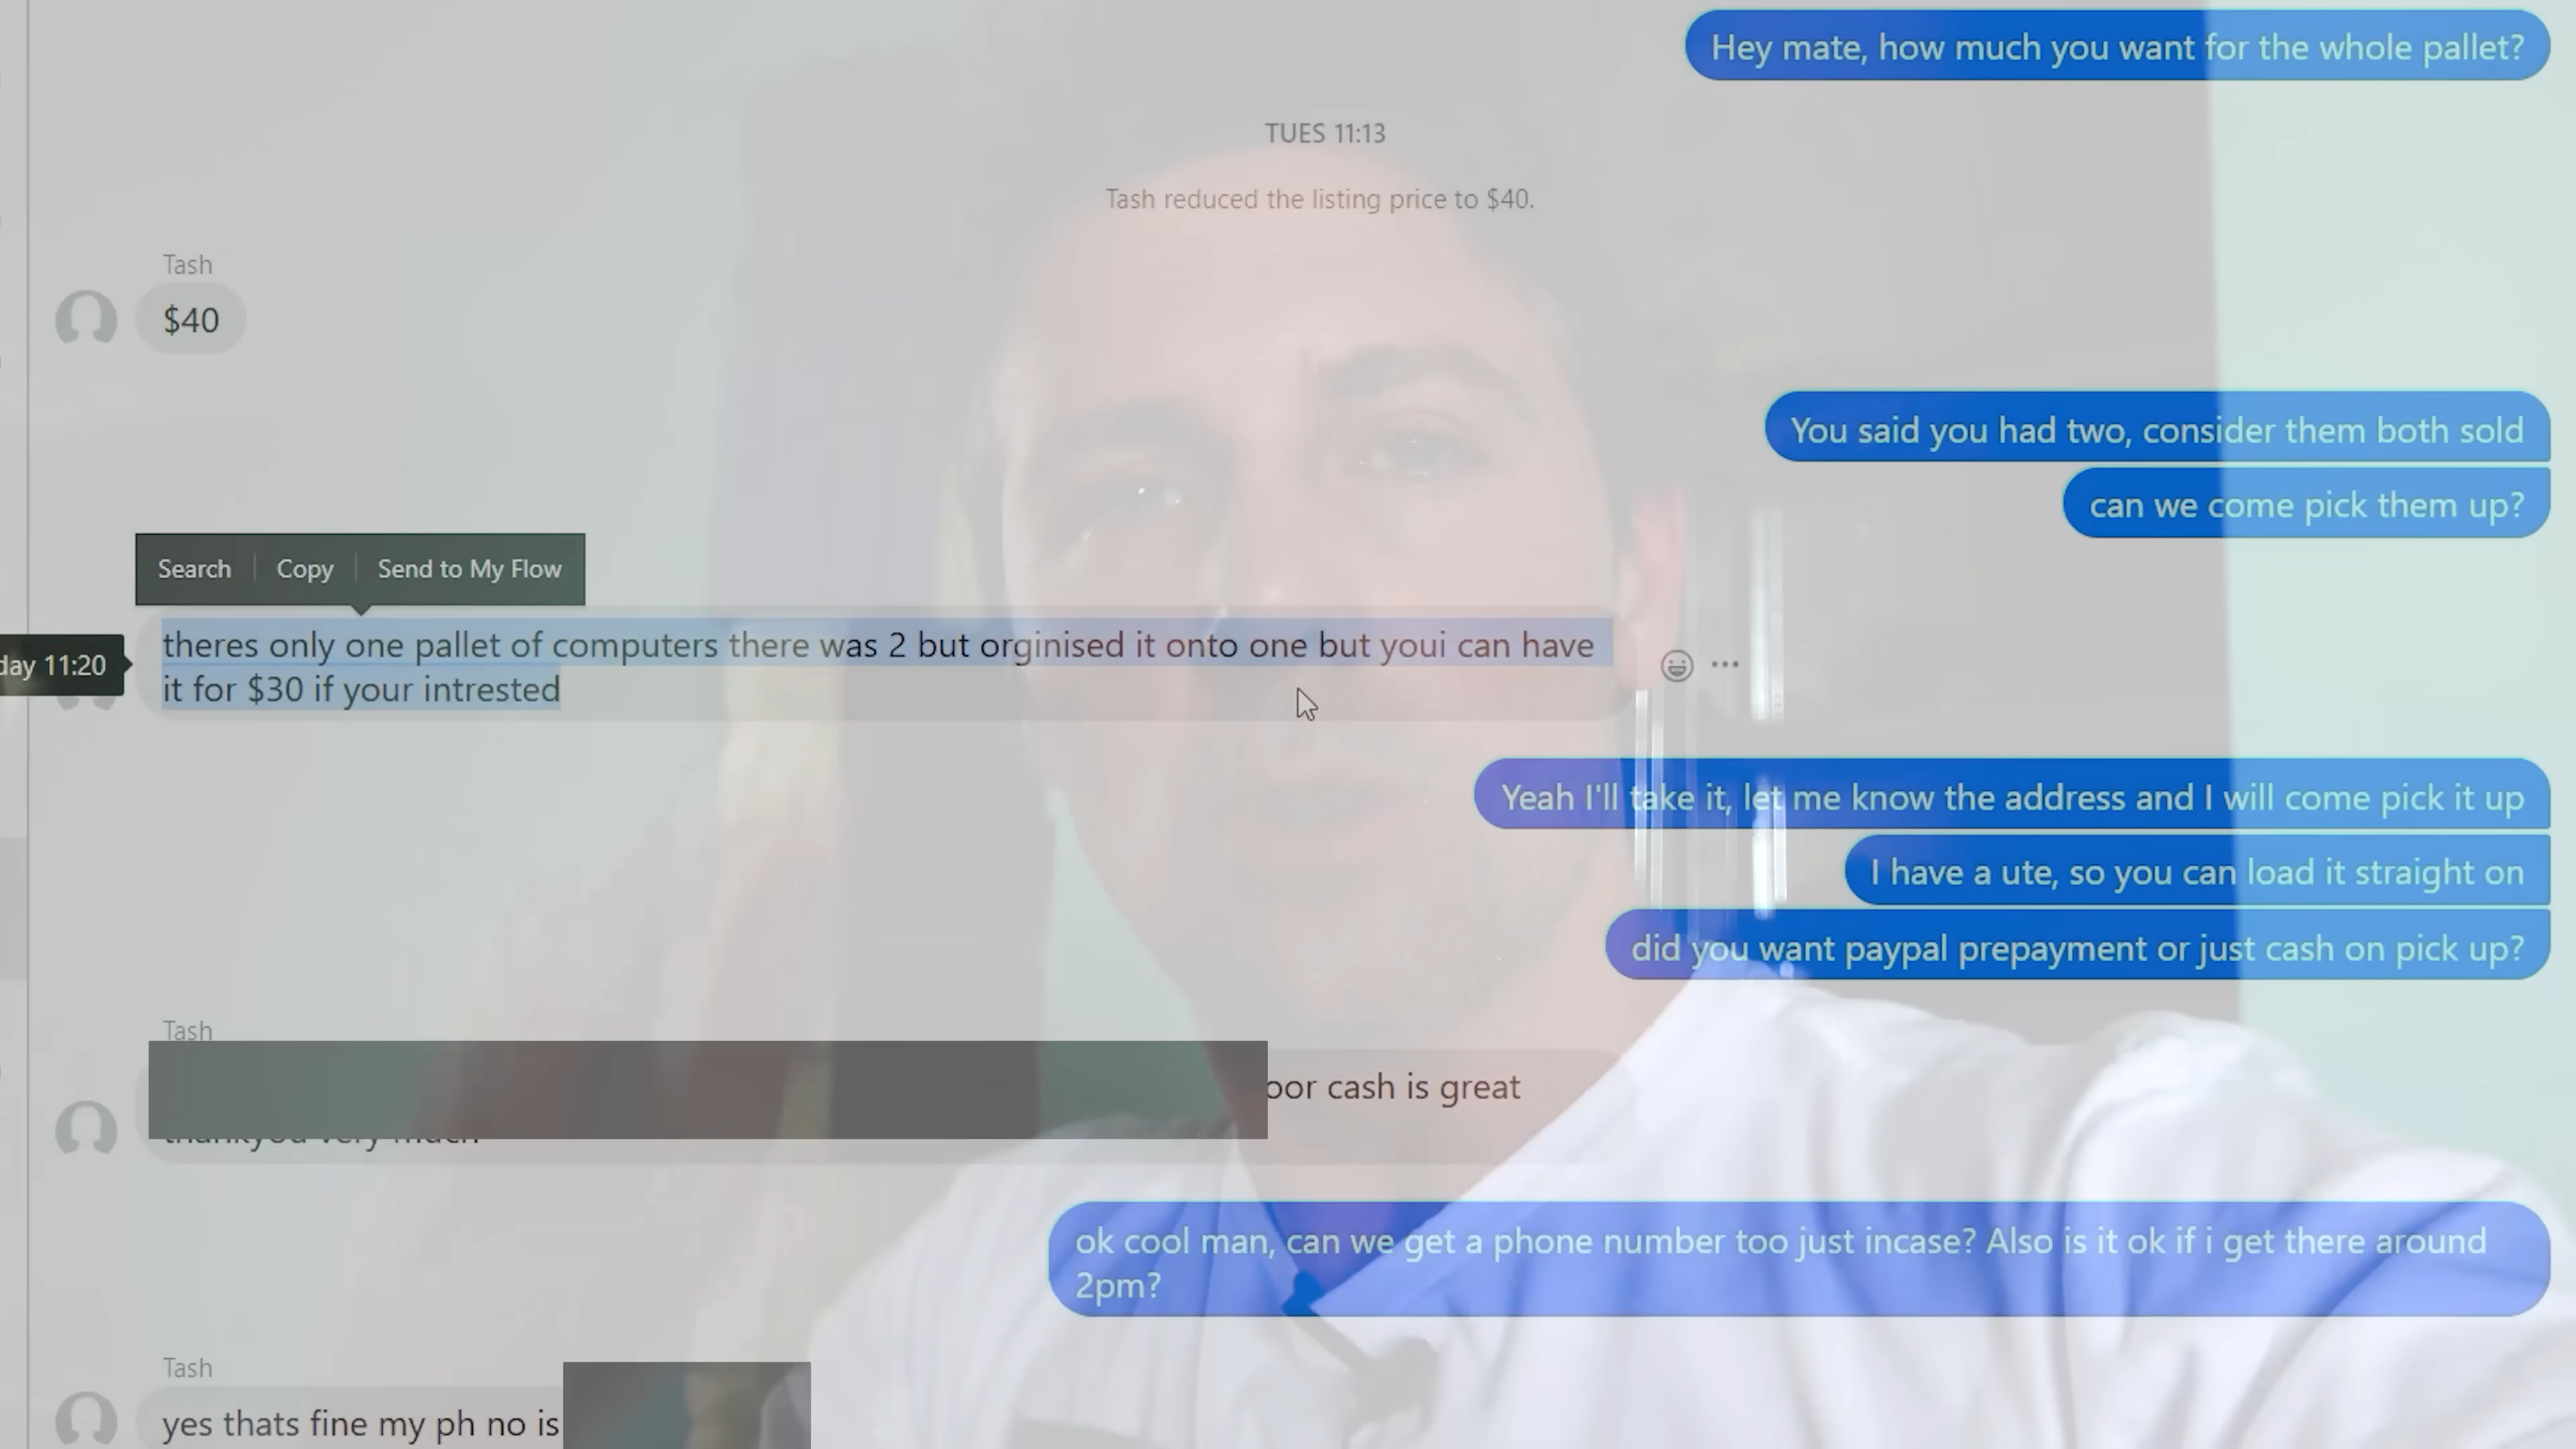 Hey mate, how much you want for the whole pallet?
TUES 11:13
Tash reduced the listing price to $40.
Tash
$40
You said you had two, consider them both sold
can we come pick them up?
Search Copy Send to My Flow
day 11:20
theres only one pallet of computers there was 2 but orginised it onto one but youi can have
it for $30 if your intrested
Yeah I'll take it, let me know the address and I will come pick it up
I have a ute, so you can load it straight on
did you want paypal prepayment or just cash on pick up?
Tash
oor cash is great
thankyou very much
ok cool man, can we get a phone number too just incase? Also is it ok if i get there around
2pm?
Tash
yes thats fine my ph no is